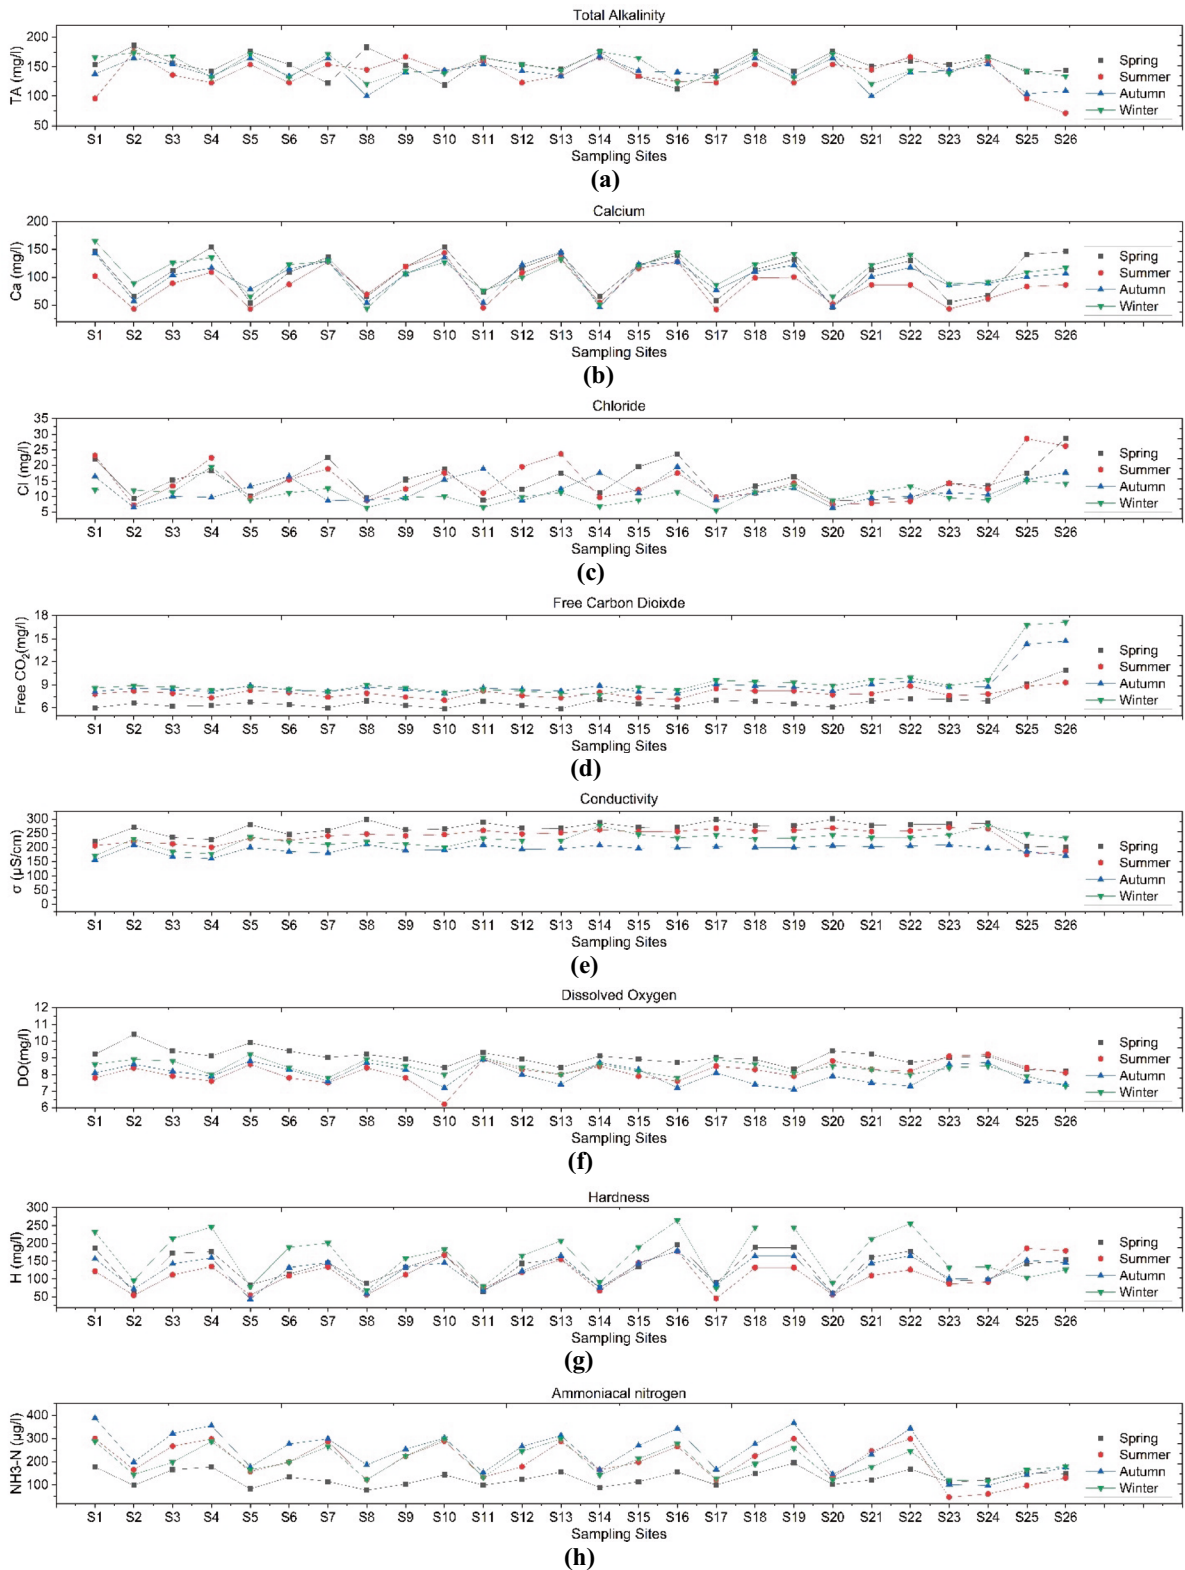 Total Alkalinity
TA (mg/l)
200
150
100
50
Spring
Summer
Autumn
Winter
S1 S2 S3 S4 S5 S6 S7 S8 S9 S10 S11 S12 S13 S14 S15 S16 S17 S18 S19 S20 S21 S22 S23 S24 S25 S26
Sampling Sites
(a)
Calcium
Ca (mg/l)
200
150
100
50
Spring
Summer
Autumn
Winter
S1 S2 S3 S4 S5 S6 S7 S8 S9 S10 S11 S12 S13 S14 S15 S16 S17 S18 S19 S20 S21 S22 S23 S24 S25 S26
Sampling Sites
(b)
Chloride
Cl (mg/l)
35
30
25
20
15
10
5
Spring
Summer
Autumn
Winter
S1 S2 S3 S4 S5 S6 S7 S8 S9 S10 S11 S12 S13 S14 S15 S16 S17 S18 S19 S20 S21 S22 S23 S24 S25 S26
Sampling Sites
(c)
Free Carbon Dioixde
Free CO₂(mg/l)
18
15
12
9
6
Spring
Summer
Autumn
Winter
S1 S2 S3 S4 S5 S6 S7 S8 S9 S10 S11 S12 S13 S14 S15 S16 S17 S18 S19 S20 S21 S22 S23 S24 S25 S26
Sampling Sites
(d)
Conductivity
σ (µS/cm)
300
250
200
150
100
50
0
Spring
Summer
Autumn
Winter
S1 S2 S3 S4 S5 S6 S7 S8 S9 S10 S11 S12 S13 S14 S15 S16 S17 S18 S19 S20 S21 S22 S23 S24 S25 S26
Sampling Sites
(e)
Dissolved Oxygen
DO(mg/l)
12
11
10
9
8
7
6
Spring
Summer
Autumn
Winter
S1 S2 S3 S4 S5 S6 S7 S8 S9 S10 S11 S12 S13 S14 S15 S16 S17 S18 S19 S20 S21 S22 S23 S24 S25 S26
Sampling Sites
(f)
Hardness
H (mg/l)
300
250
200
150
100
50
Spring
Summer
Autumn
Winter
S1 S2 S3 S4 S5 S6 S7 S8 S9 S10 S11 S12 S13 S14 S15 S16 S17 S18 S19 S20 S21 S22 S23 S24 S25 S26
Sampling Sites
(g)
Ammoniacal nitrogen
NH3-N (µg/l)
400
300
200
100
Spring
Summer
Autumn
Winter
S1 S2 S3 S4 S5 S6 S7 S8 S9 S10 S11 S12 S13 S14 S15 S16 S17 S18 S19 S20 S21 S22 S23 S24 S25 S26
Sampling Sites
(h)